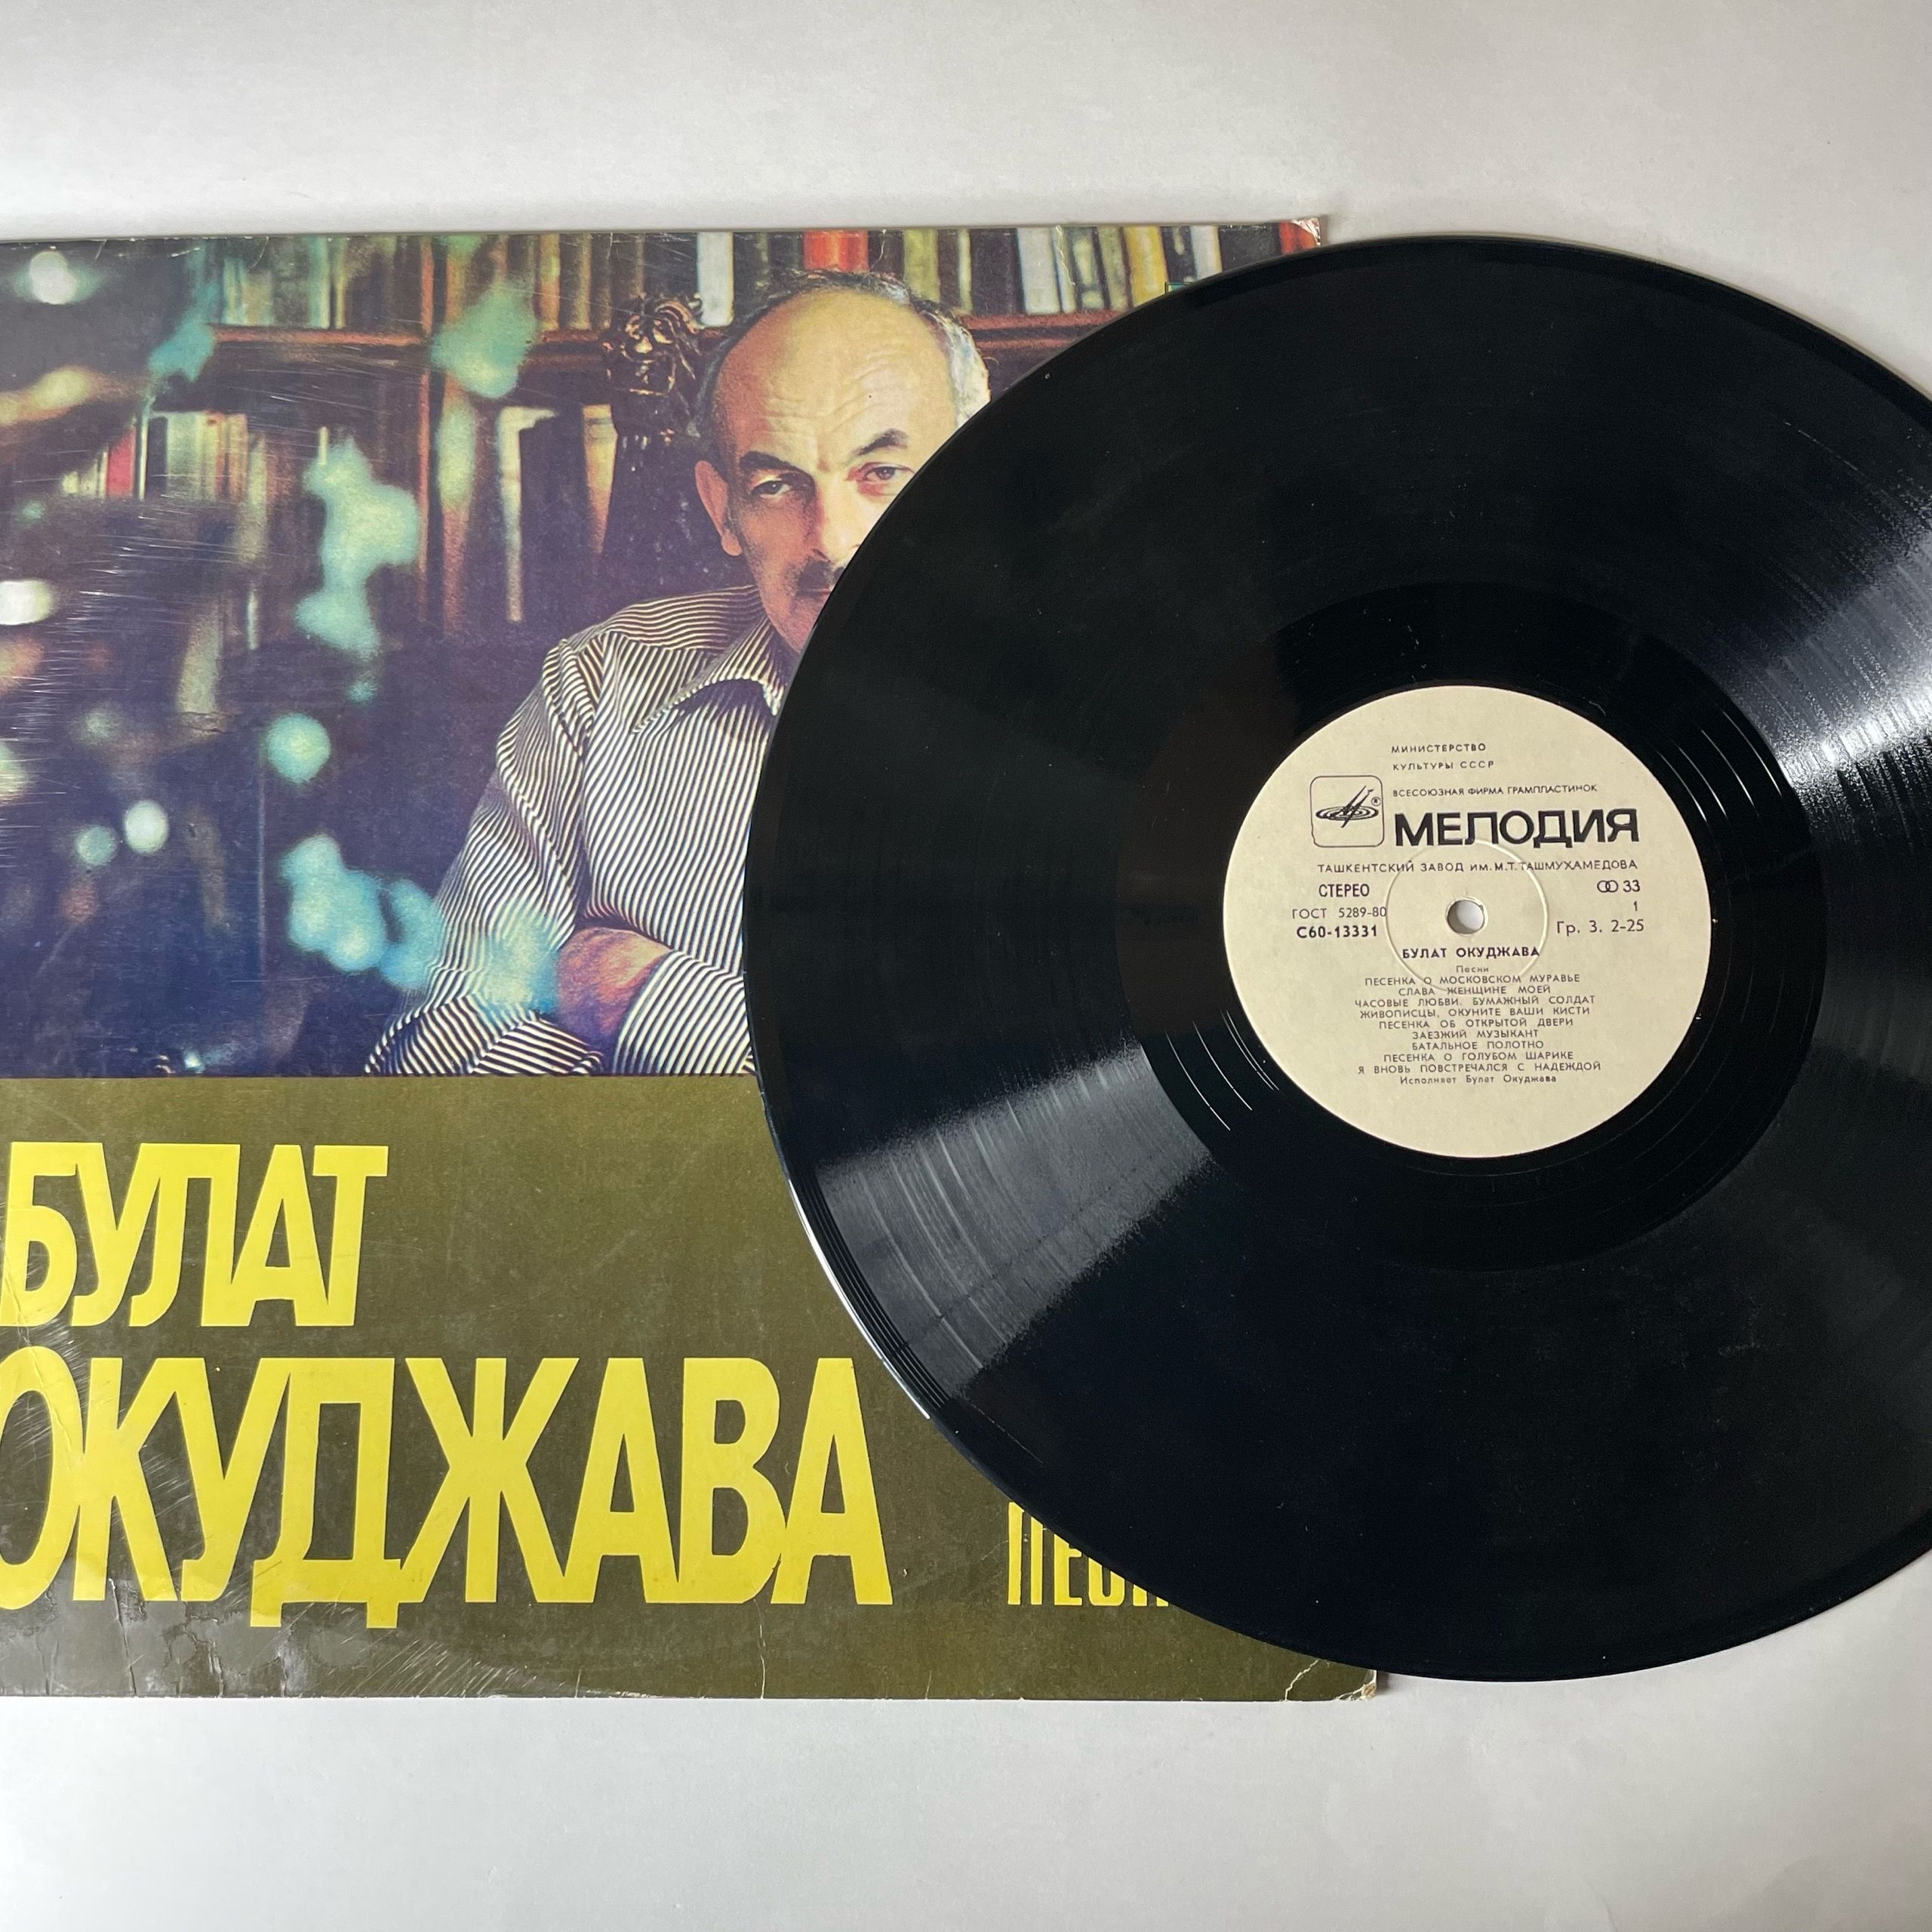 БУЛАТ
ОКУДЖАВА
МИНИСТЕРСТВО
КУЛЬТУРЫ СССР
ВСЕСОЮЗНАЯ ФИРМА ГРАМПЛАСТИНОК
МЕЛОДИЯ
ТАШКЕНТСКИЙ ЗАВОД ИМ. М.Т. ТАШМУХАМЕДОВА
СТЕРЕО 33
ГОСТ 5289-80 1
С60-13331 Гр. 3. 2-25
БУЛАТ ОКУДЖАВА
Песни
ПЕСЕНКА О МОСКОВСКОМ МУРАВЬЕ
СЛАВА ЖЕНЩИНЕ МОЕЙ
ЧАСОВЫЕ ЛЮБВИ. БУМАЖНЫЙ СОЛДАТ
ЖИВОПИСЦЫ, ОКУНИТЕ ВАШИ КИСТИ
ПЕСЕНКА ОБ ОТКРЫТОЙ ДВЕРИ
ЗАЕЗЖИЙ МУЗЫКАНТ
БАТАЛЬНОЕ ПОЛОТНО
ПЕСЕНКА О ГОЛУБОМ ШАРИКЕ
Я ВНОВЬ ПОВСТРЕЧАЛСЯ С НАДЕЖДОЙ
Исполняет Булат Окуджава